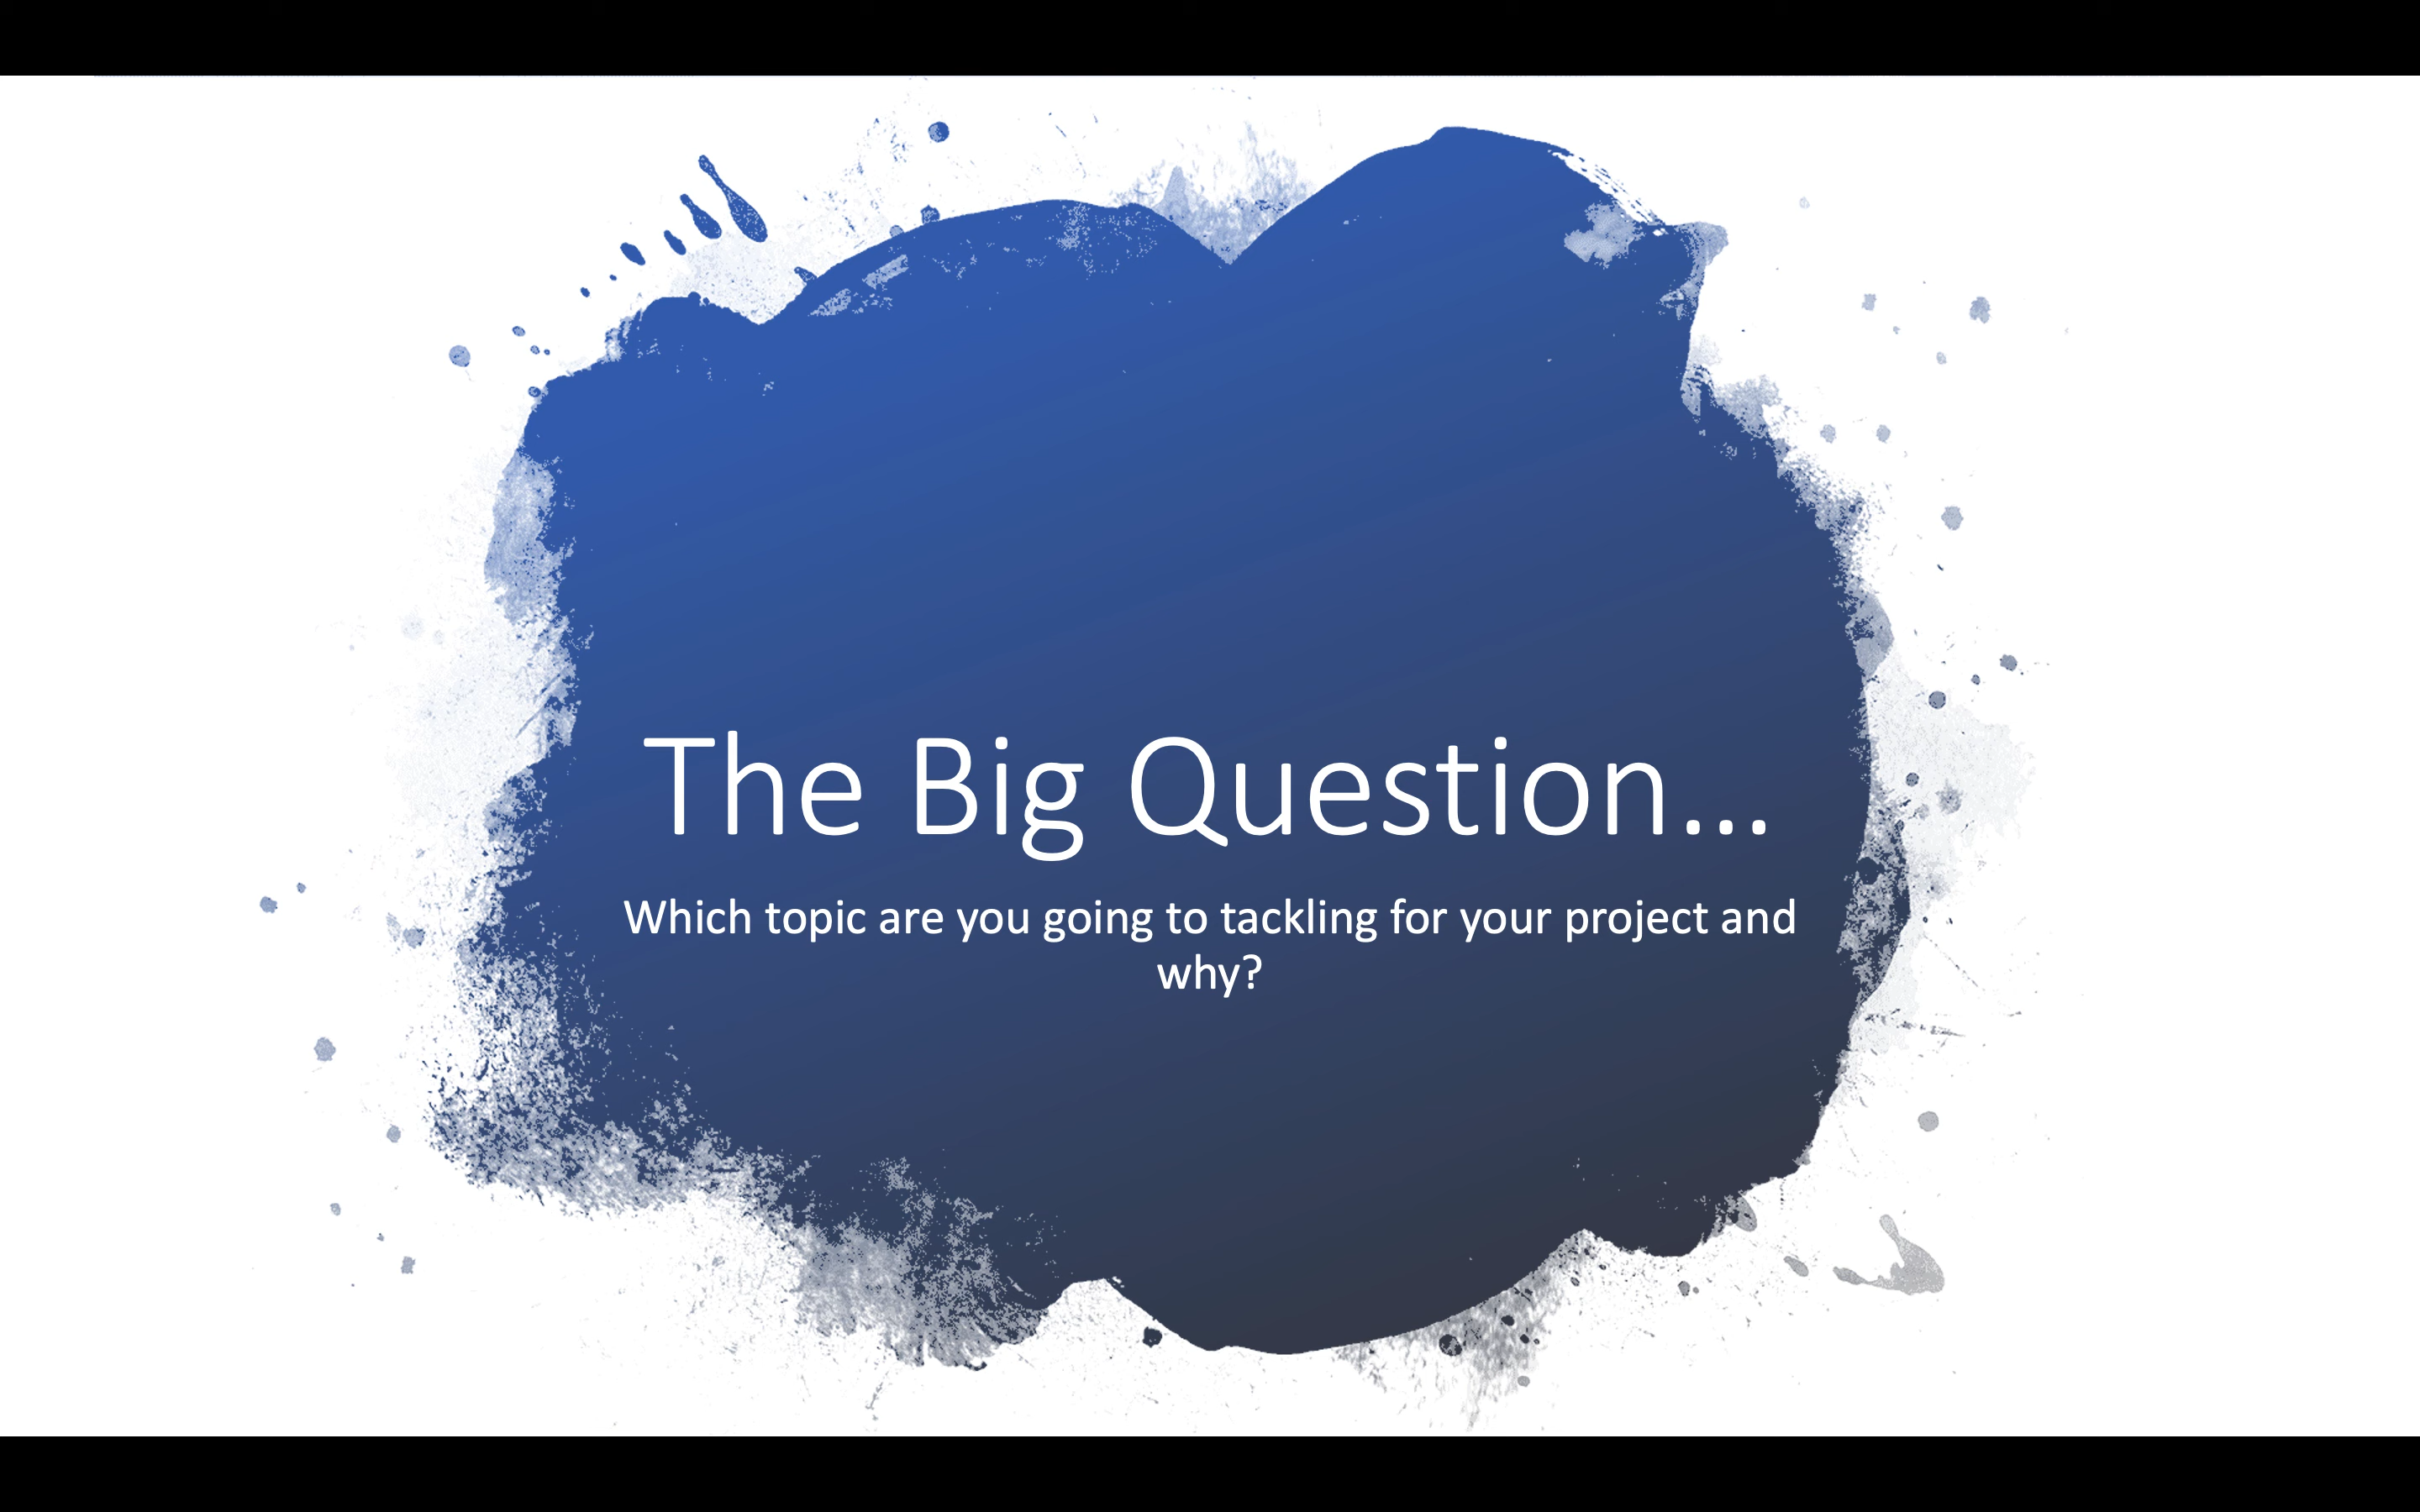 The Big Question...
Which topic are you going to tackling for your project and
why?